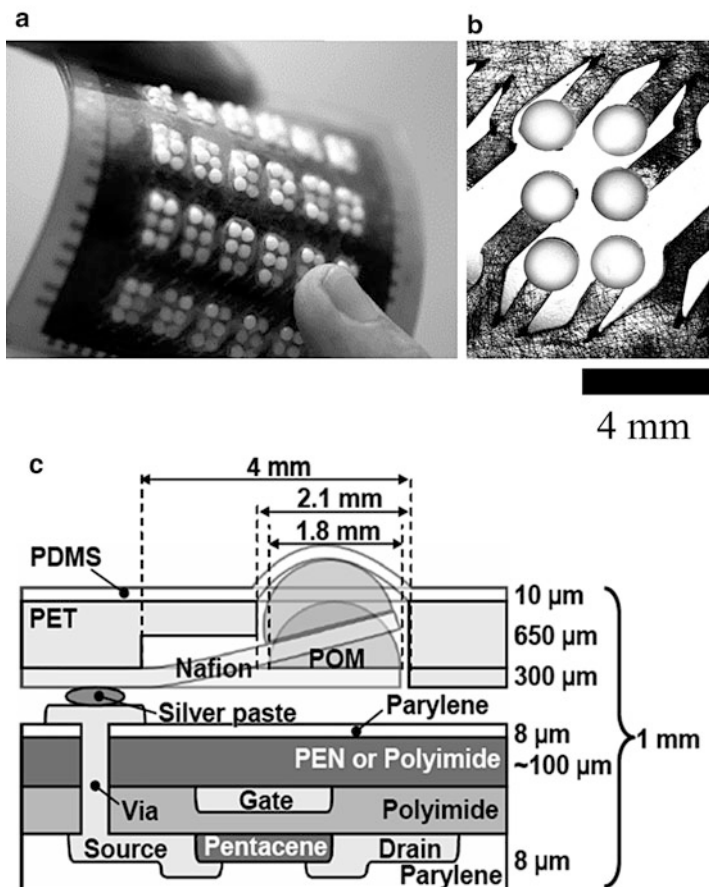 a
b
4 mm
c
4 mm
2.1 mm
1.8 mm
PDMS
10 µm
PET
650 µm
Nafion
POM
300 µm
Silver paste
Parylene
8 µm
1 mm
PEN or Polyimide
~100 µm
Via
Gate
Polyimide
Source
Pentacene
Drain
8 µm
Parylene